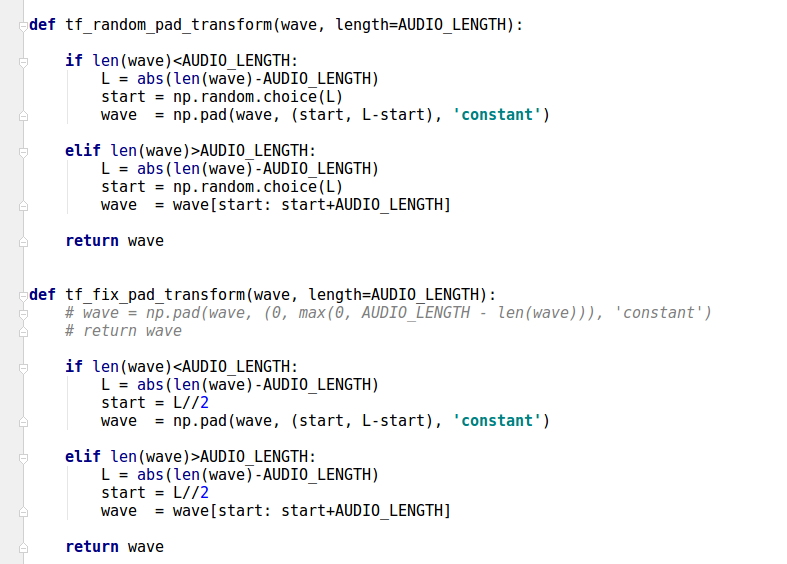 def tf_random_pad_transform(wave, length=AUDIO_LENGTH):
if len(wave)<AUDIO_LENGTH:
L = abs(len(wave)-AUDIO_LENGTH)
start = np.random.choice(L)
wave  = np.pad(wave, (start, L-start), 'constant')
elif len(wave)>AUDIO_LENGTH:
L = abs(len(wave)-AUDIO_LENGTH)
start = np.random.choice(L)
wave  = wave[start: start+AUDIO_LENGTH]
return wave
def tf_fix_pad_transform(wave, length=AUDIO_LENGTH):
# wave = np.pad(wave, (0, max(0, AUDIO_LENGTH - len(wave))), 'constant')
# return wave
if len(wave)<AUDIO_LENGTH:
L = abs(len(wave)-AUDIO_LENGTH)
start = L//2
wave  = np.pad(wave, (start, L-start), 'constant')
elif len(wave)>AUDIO_LENGTH:
L = abs(len(wave)-AUDIO_LENGTH)
start = L//2
wave  = wave[start: start+AUDIO_LENGTH]
return wave